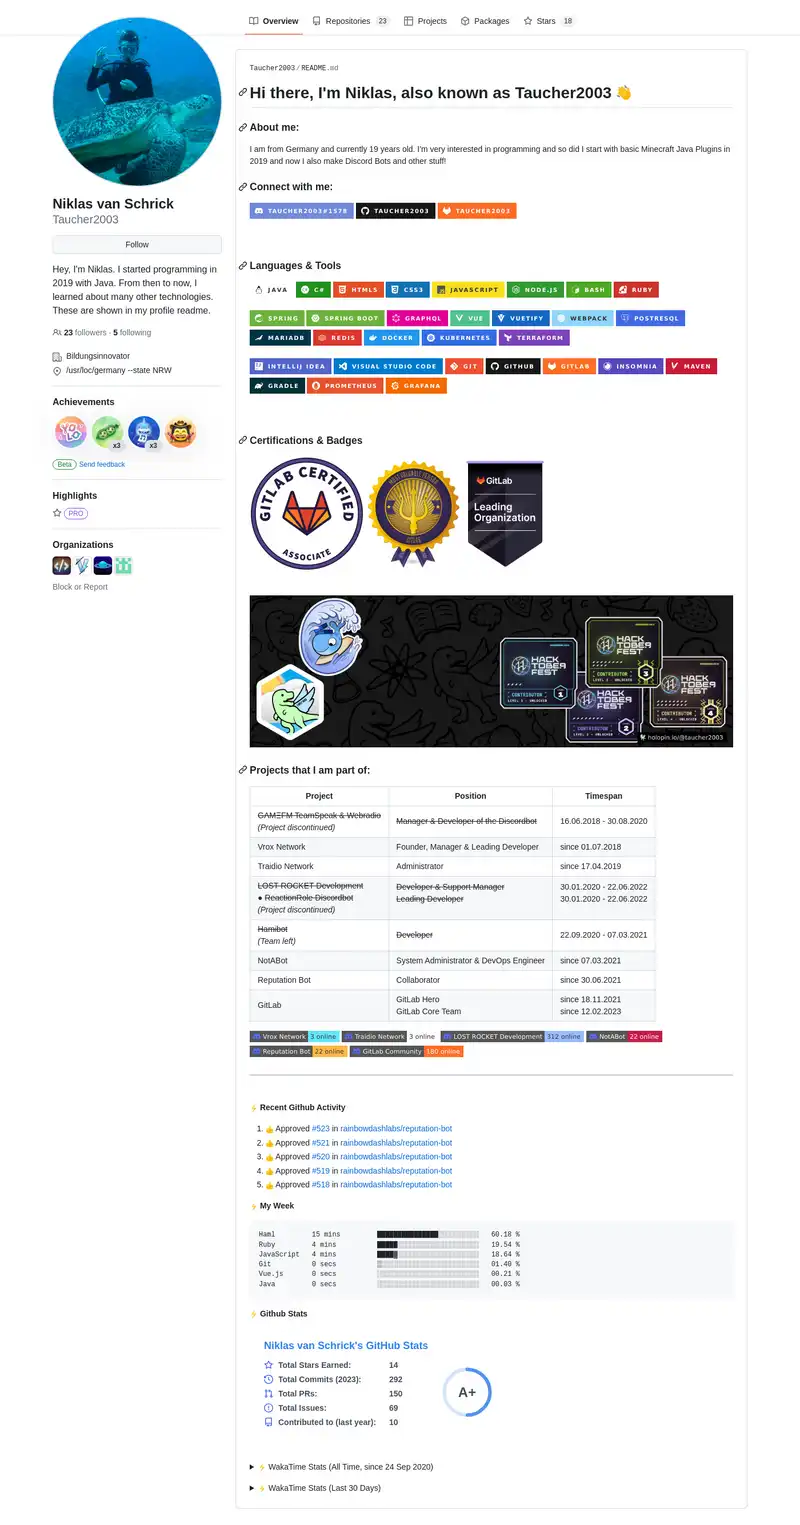 Overview
Repositories 23
Projects
Packages
Stars 18
Niklas van Schrick
Taucher2003
Follow
Hey, I'm Niklas. I started programming in
2019 with Java. From then to now, I
learned about many other technologies.
These are shown in my profile readme.
23 followers · 5 following
Bildungsinnovator
/usr/loc/germany --state NRW
Achievements
YOLO
x3
x3
Beta Send feedback
Highlights
PRO
Organizations
Block or Report
Taucher2003 / README.md
Hi there, I'm Niklas, also known as Taucher2003 👋
About me:
I am from Germany and currently 19 years old. I'm very interested in programming and so did I start with basic Minecraft Java Plugins in
2019 and now I also make Discord Bots and other stuff!
Connect with me:
TAUCHER2003#1578 TAUCHER2003 TAUCHER2003
Languages & Tools
JAVA C# HTML5 CSS3 JAVASCRIPT NODE.JS BASH RUBY
SPRING SPRING BOOT GRAPHQL VUE VUETIFY WEBPACK POSTGRESQL
MARIADB REDIS DOCKER KUBERNETES TERRAFORM
INTELLIJ IDEA VISUAL STUDIO CODE GIT GITHUB GITLAB INSOMNIA MAVEN
GRADLE PROMETHEUS GRAFANA
Certifications & Badges
GITLAB CERTIFIED
ASSOCIATE
GitLab
Leading
Organization
HACKTOBERFEST
CONTRIBUTOR
LEVEL 1 - UNLOCKED
1
HACKTOBERFEST
CONTRIBUTOR
2
HACKTOBERFEST
CONTRIBUTOR
3
HACKTOBERFEST
CONTRIBUTOR
4
holopin.io/@taucher2003
Projects that I am part of:
Project Position Timespan
GAMEFM TeamSpeak & Webradio
(Project discontinued)
Manager & Developer of the Discordbot
16.06.2018 - 30.08.2020
Vrox Network Founder, Manager & Leading Developer since 01.07.2018
Traidio Network Administrator since 17.04.2019
LOST ROCKET Development Developer & Support Manager 30.01.2020 - 22.06.2022
● ReactionRole Discordbot Leading Developer 30.01.2020 - 22.06.2022
(Project discontinued)
Hamibot
(Team left)
Developer
22.09.2020 - 07.03.2021
NotABot System Administrator & DevOps Engineer since 07.03.2021
Reputation Bot Collaborator since 30.06.2021
GitLab
GitLab Hero since 18.11.2021
GitLab Core Team since 12.02.2023
Vrox Network 3 online Traidio Network 3 online LOST ROCKET Development 312 online NotABot 22 online
Reputation Bot 22 online GitLab Community 180 online
⚡ Recent Github Activity
1. 👍 Approved #523 in rainbowdashlabs/reputation-bot
2. 👍 Approved #521 in rainbowdashlabs/reputation-bot
3. 👍 Approved #520 in rainbowdashlabs/reputation-bot
4. 👍 Approved #519 in rainbowdashlabs/reputation-bot
5. 👍 Approved #518 in rainbowdashlabs/reputation-bot
⚡ My Week
Haml 15 mins 60.18 %
Ruby 4 mins 19.54 %
JavaScript 4 mins 18.64 %
Git 0 secs 01.40 %
Vue.js 0 secs 00.21 %
Java 0 secs 00.03 %
⚡ Github Stats
Niklas van Schrick's GitHub Stats
Total Stars Earned: 14
Total Commits (2023): 292
Total PRs: 150
Total Issues: 69
Contributed to (last year): 10
A+
⚡ WakaTime Stats (All Time, since 24 Sep 2020)
⚡ WakaTime Stats (Last 30 Days)